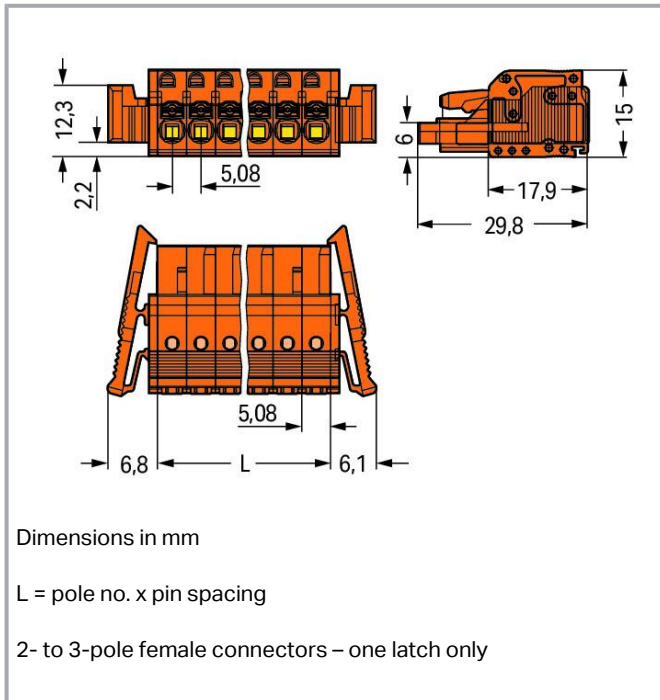 12,3
2,2
5,08
6
15
17,9
29,8
5,08
6,8
L
6,1
Dimensions in mm
L = pole no. x pin spacing
2- to 3-pole female connectors – one latch only